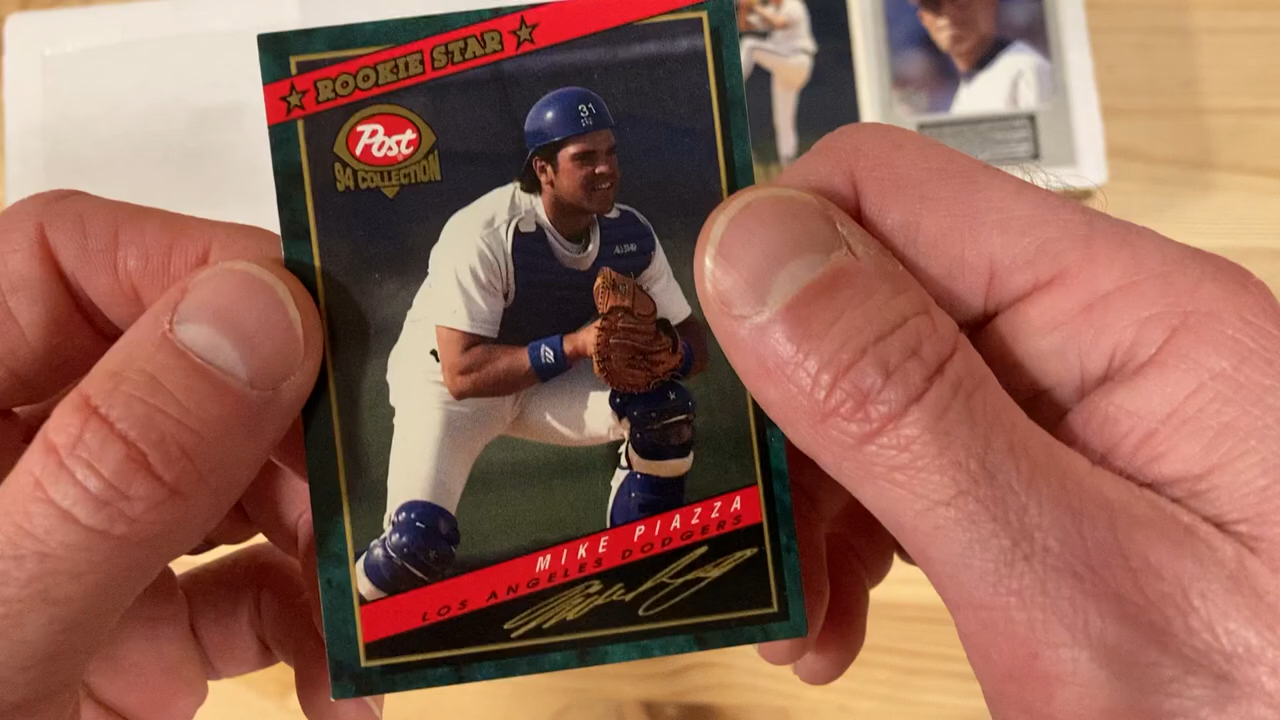 ★ ROOKIE STAR ★
Post
94 COLLECTION
31
MIKE PIAZZA
LOS ANGELES DODGERS